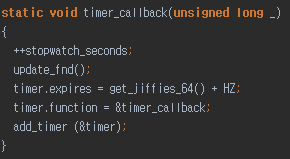 static void timer_callback(unsigned long _)
{
++stopwatch_seconds;
update_fnd();
timer.expires = get_jiffies_64() + HZ;
timer.function = &timer_callback;
add_timer (&timer);
}